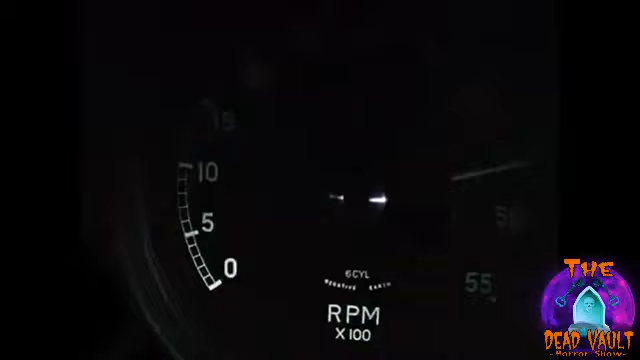 15
10
5
0
50
55
6CYL
NEGATIVE EARTH
RPM
X100
THE
DEAD VAULT
Horror Show